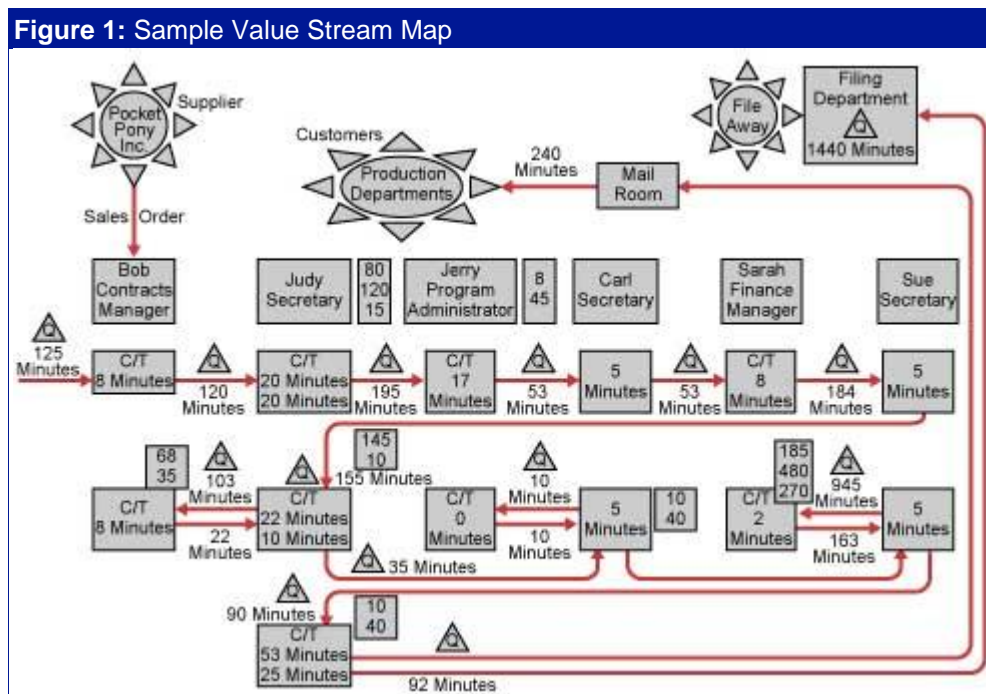 Figure 1: Sample Value Stream Map
Pocket
Pony
Inc.
Supplier
Customers
Production
Departments
240
Minutes
Mail
Room
File
Away
Filing
Department
Q
1440 Minutes
Sales Order
Bob
Contracts
Manager
Judy
Secretary
80
120
15
Jerry
Program
Administrator
8
45
Carl
Secretary
Sarah
Finance
Manager
Sue
Secretary
Q
125
Minutes
C/T
8 Minutes
Q
120
Minutes
C/T
20 Minutes
20 Minutes
Q
195
Minutes
C/T
17
Minutes
Q
53
Minutes
5
Minutes
Q
53
Minutes
C/T
8
Minutes
Q
184
Minutes
5
Minutes
68
35
Q
103
Minutes
C/T
8 Minutes
22
Minutes
Q
145
10
155 Minutes
C/T
22 Minutes
10 Minutes
Q
35 Minutes
Q
10
Minutes
C/T
0
Minutes
10
Minutes
5
Minutes
10
40
185
480
270
Q
945
Minutes
C/T
2
Minutes
163
Minutes
5
Minutes
Q
90 Minutes
10
40
C/T
53 Minutes
25 Minutes
Q
92 Minutes